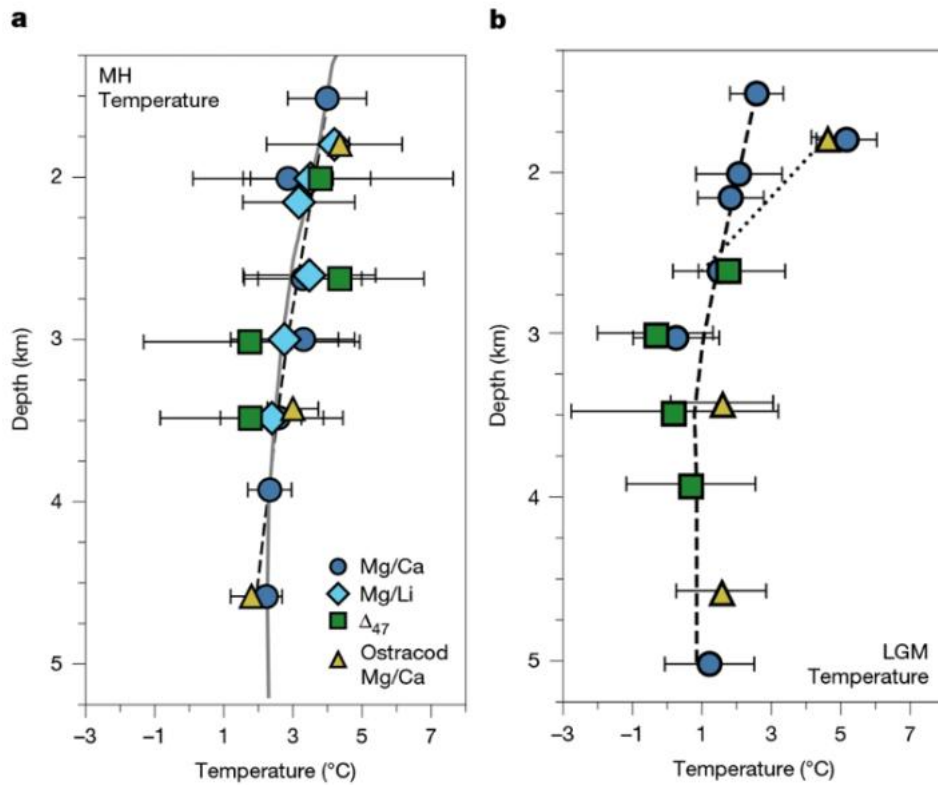 a
MH
Temperature
2
3
4
5
Depth (km)
Mg/Ca
Mg/Li
Δ47
Ostracod
Mg/Ca
−3
−1
1
3
5
7
Temperature (°C)
b
2
3
4
5
Depth (km)
LGM
Temperature
−3
−1
1
3
5
7
Temperature (°C)